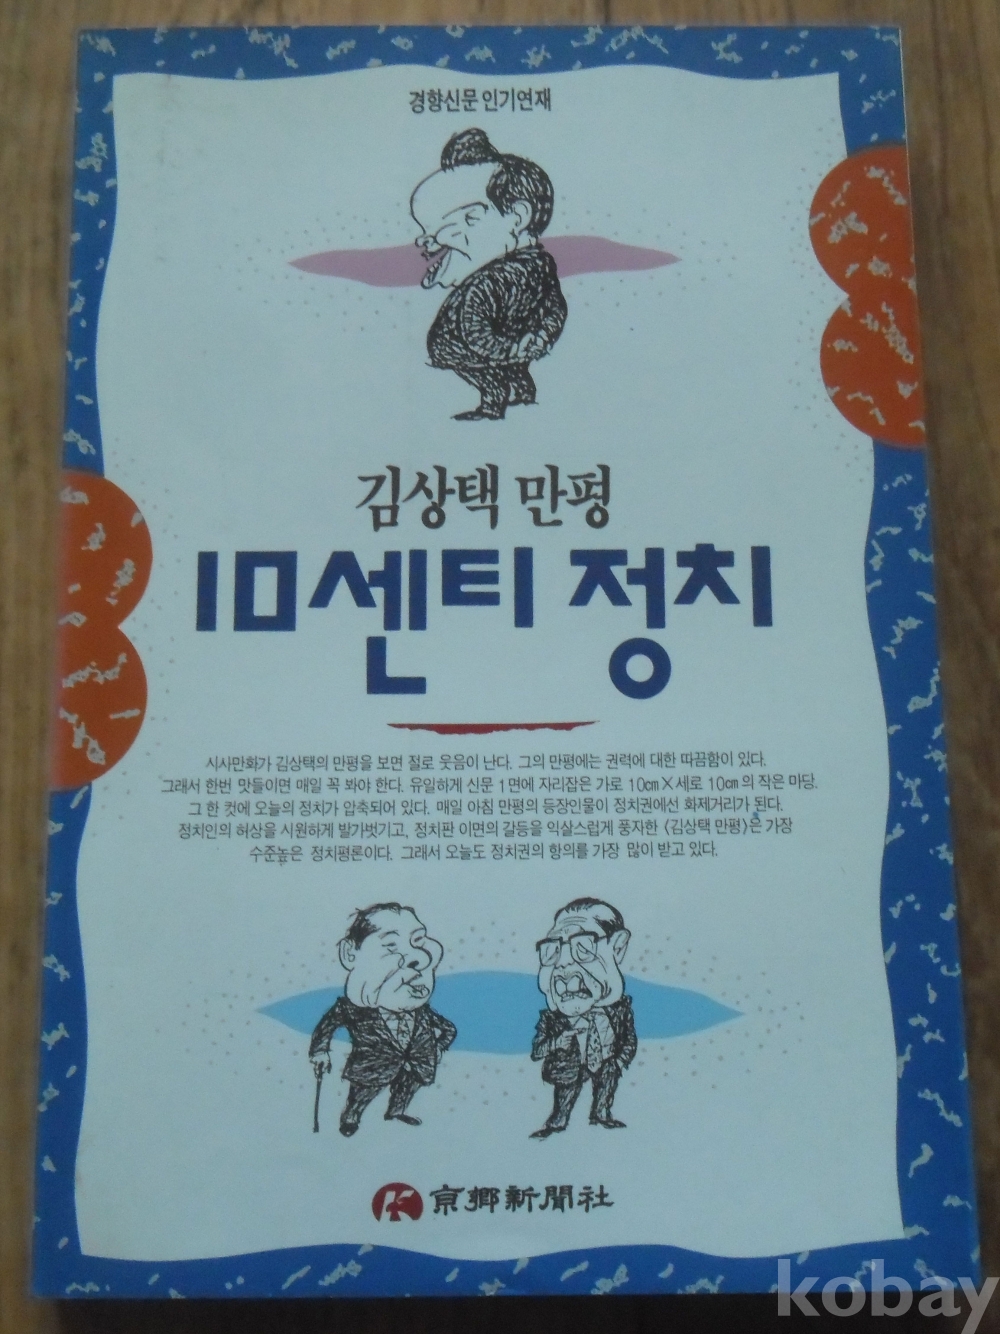 경향신문 인기연재
김상택 만평
10센티 정치
시사만화가 김상택의 만평을 보면 절로 웃음이 난다. 그의 만평에는 권력에 대한 따끔함이 있다.
그래서 한번 맛들이면 매일 꼭 봐야 한다. 유일하게 신문 1면에 자리잡은 가로 10㎝×세로 10㎝의 작은 마당.
그 한 컷에 오늘의 정치가 압축되어 있다. 매일 아침 만평의 등장인물이 정치권에선 화제거리가 된다.
정치인의 허상을 시원하게 발가벗기고, 정치판 이면의 갈등을 익살스럽게 풍자한 〈김상택 만평〉은 가장
수준높은 정치평론이다. 그래서 오늘도 정치권의 항의를 가장 많이 받고 있다.
京鄕新聞社
kobay